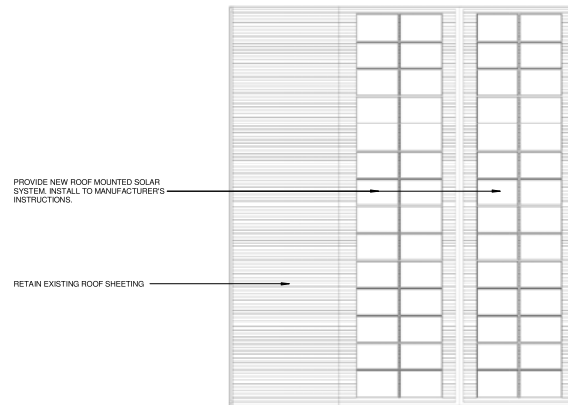 PROVIDE NEW ROOF MOUNTED SOLAR
SYSTEM. INSTALL TO MANUFACTURER'S
INSTRUCTIONS.
RETAIN EXISTING ROOF SHEETING